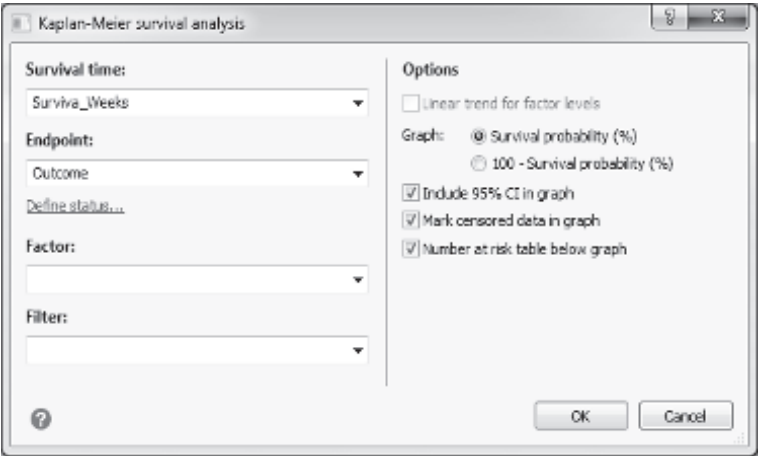 Kaplan-Meier survival analysis
Survival time:
Surviva_Weeks
Endpoint:
Outcome
Define status...
Factor:
Filter:
Options
Linear trend for factor levels
Graph: Survival probability (%)
100 - Survival probability (%)
Include 95% CI in graph
Mark censored data in graph
Number at risk table below graph
?
OK
Cancel